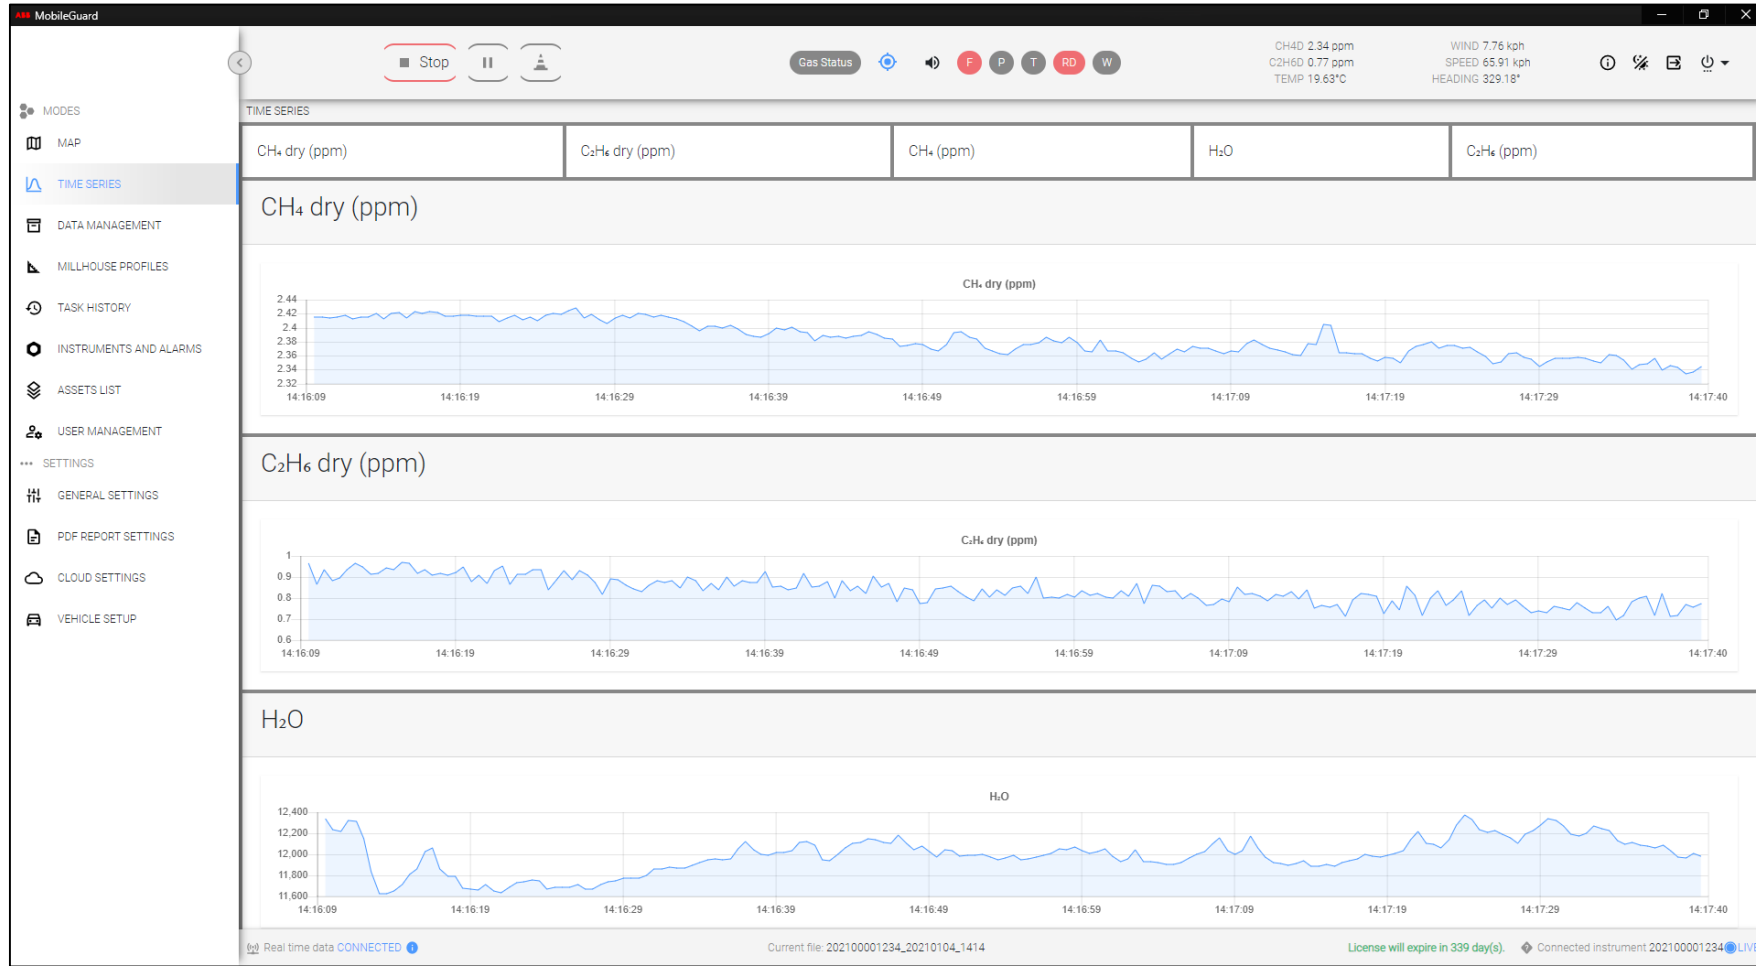 ABB MobileGuard
Stop
Gas Status
F
P
T
RD
W
CH4D 2.34 ppm
C2H6D 0.77 ppm
TEMP 19.63°C
WIND 7.76 kph
SPEED 65.91 kph
HEADING 329.18°
MODES
MAP
TIME SERIES
DATA MANAGEMENT
MILLHOUSE PROFILES
TASK HISTORY
INSTRUMENTS AND ALARMS
ASSETS LIST
USER MANAGEMENT
SETTINGS
GENERAL SETTINGS
PDF REPORT SETTINGS
CLOUD SETTINGS
VEHICLE SETUP
TIME SERIES
CH₄ dry (ppm)
C₂H₆ dry (ppm)
CH₄ (ppm)
H₂O
C₂H₆ (ppm)
CH₄ dry (ppm)
CH₄ dry (ppm)
2.44
2.42
2.4
2.38
2.36
2.34
2.32
14:16:09 14:16:19 14:16:29 14:16:39 14:16:49 14:16:59 14:17:09 14:17:19 14:17:29 14:17:40
C₂H₆ dry (ppm)
C₂H₆ dry (ppm)
1
0.9
0.8
0.7
0.6
14:16:09 14:16:19 14:16:29 14:16:39 14:16:49 14:16:59 14:17:09 14:17:19 14:17:29 14:17:40
H₂O
H₂O
12,400
12,200
12,000
11,800
11,600
14:16:09 14:16:19 14:16:29 14:16:39 14:16:49 14:16:59 14:17:09 14:17:19 14:17:29 14:17:40
Real time data CONNECTED
Current file: 202100001234_20210104_1414
License will expire in 339 day(s).
Connected instrument 202100001234
LIVE